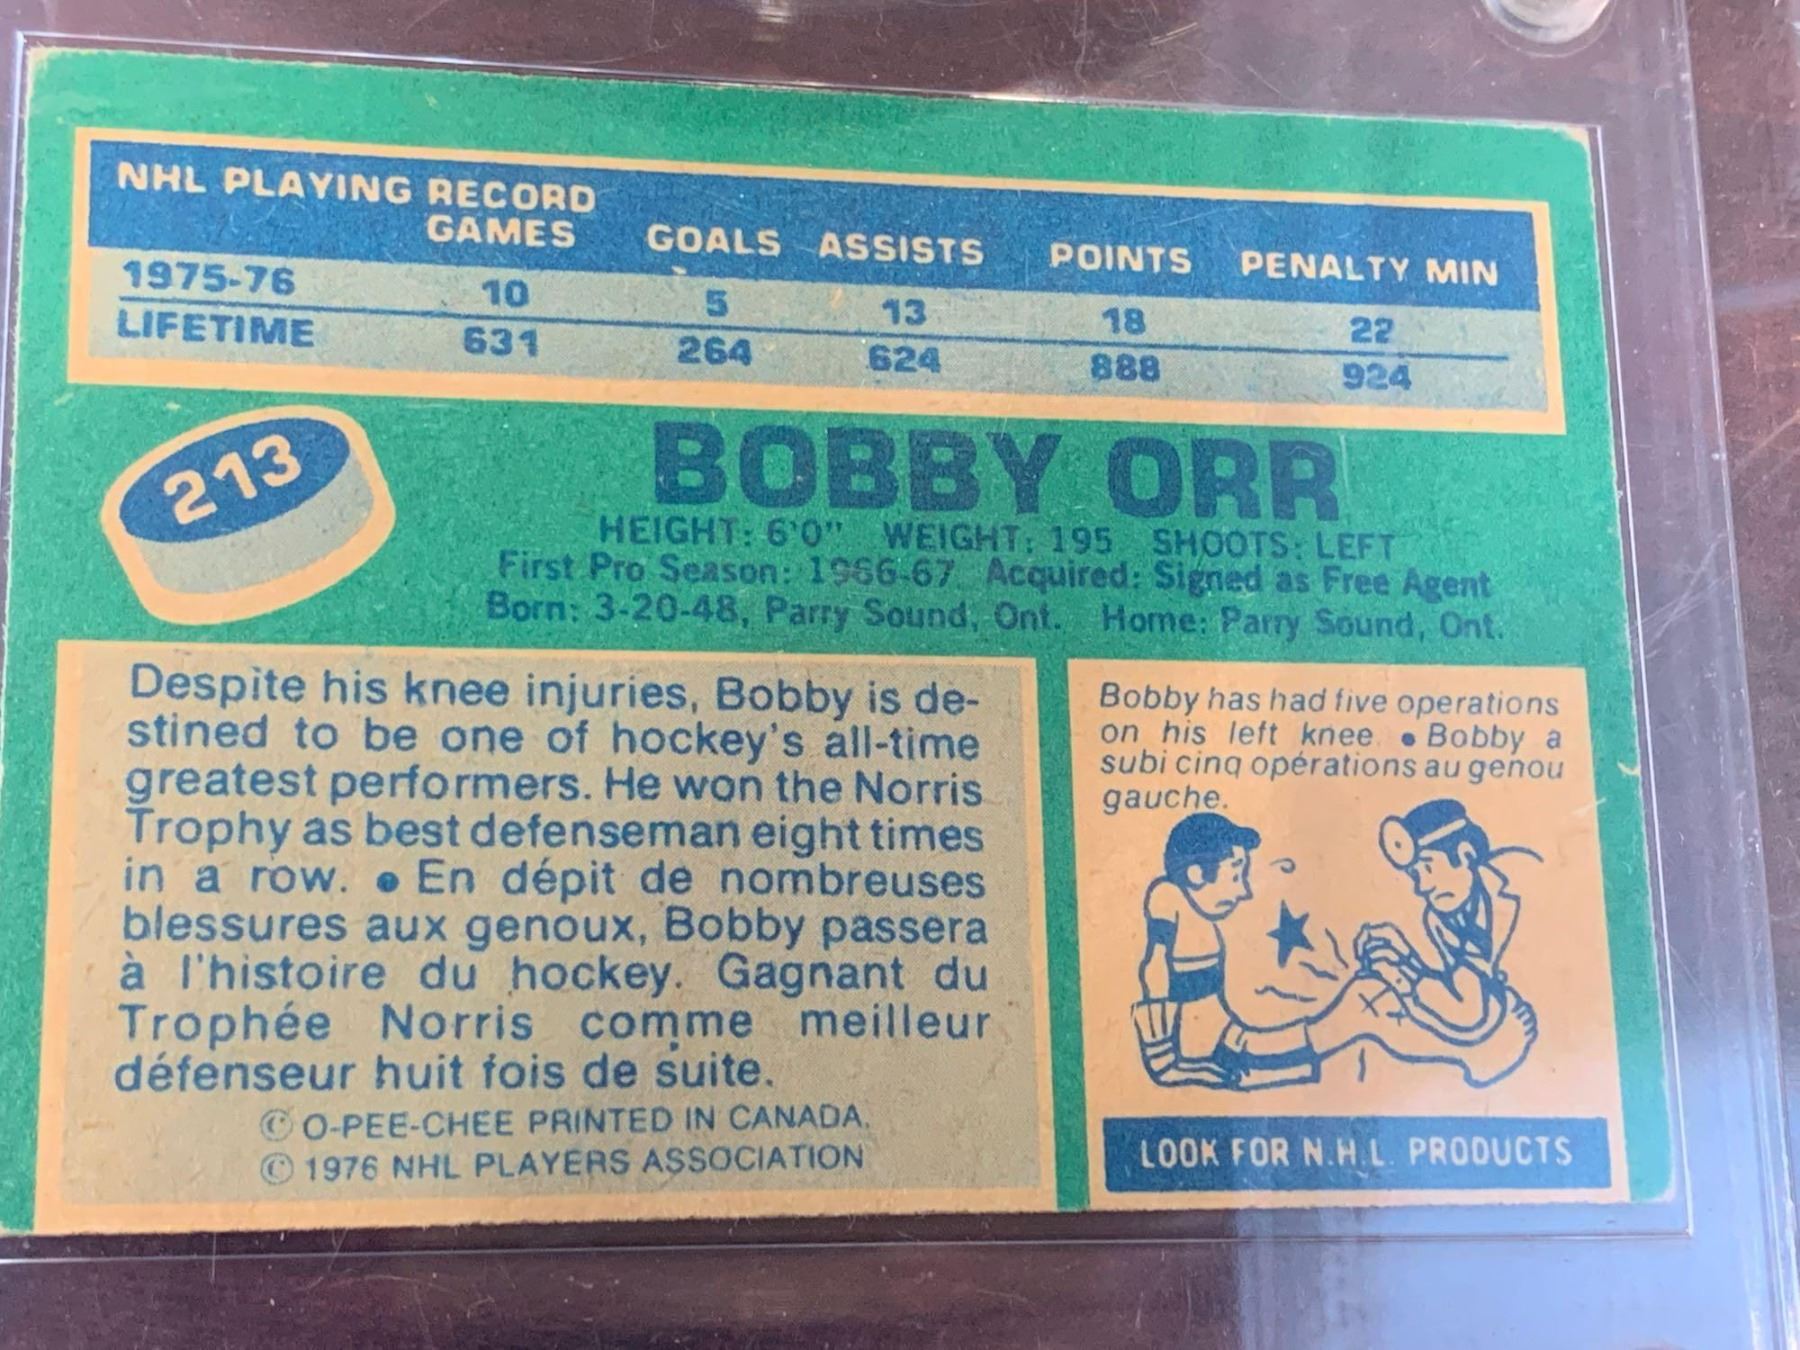 NHL PLAYING RECORD
GAMES GOALS ASSISTS POINTS PENALTY MIN
1975-76 10 5 13 18 22
LIFETIME 631 264 624 888 924
213
BOBBY ORR
HEIGHT: 6'0" WEIGHT: 195 SHOOTS: LEFT
First Pro Season: 1966-67 Acquired: Signed as Free Agent
Born: 3-20-48, Parry Sound, Ont. Home: Parry Sound, Ont.
Despite his knee injuries, Bobby is de-
stined to be one of hockey's all-time
greatest performers. He won the Norris
Trophy as best defenseman eight times
in a row. • En dépit de nombreuses
blessures aux genoux, Bobby passera
à l'histoire du hockey. Gagnant du
Trophée Norris comme meilleur
défenseur huit fois de suite.
© O-PEE-CHEE PRINTED IN CANADA.
© 1976 NHL PLAYERS ASSOCIATION
Bobby has had five operations
on his left knee. • Bobby a
subi cinq opérations au genou
gauche.
LOOK FOR N.H.L. PRODUCTS